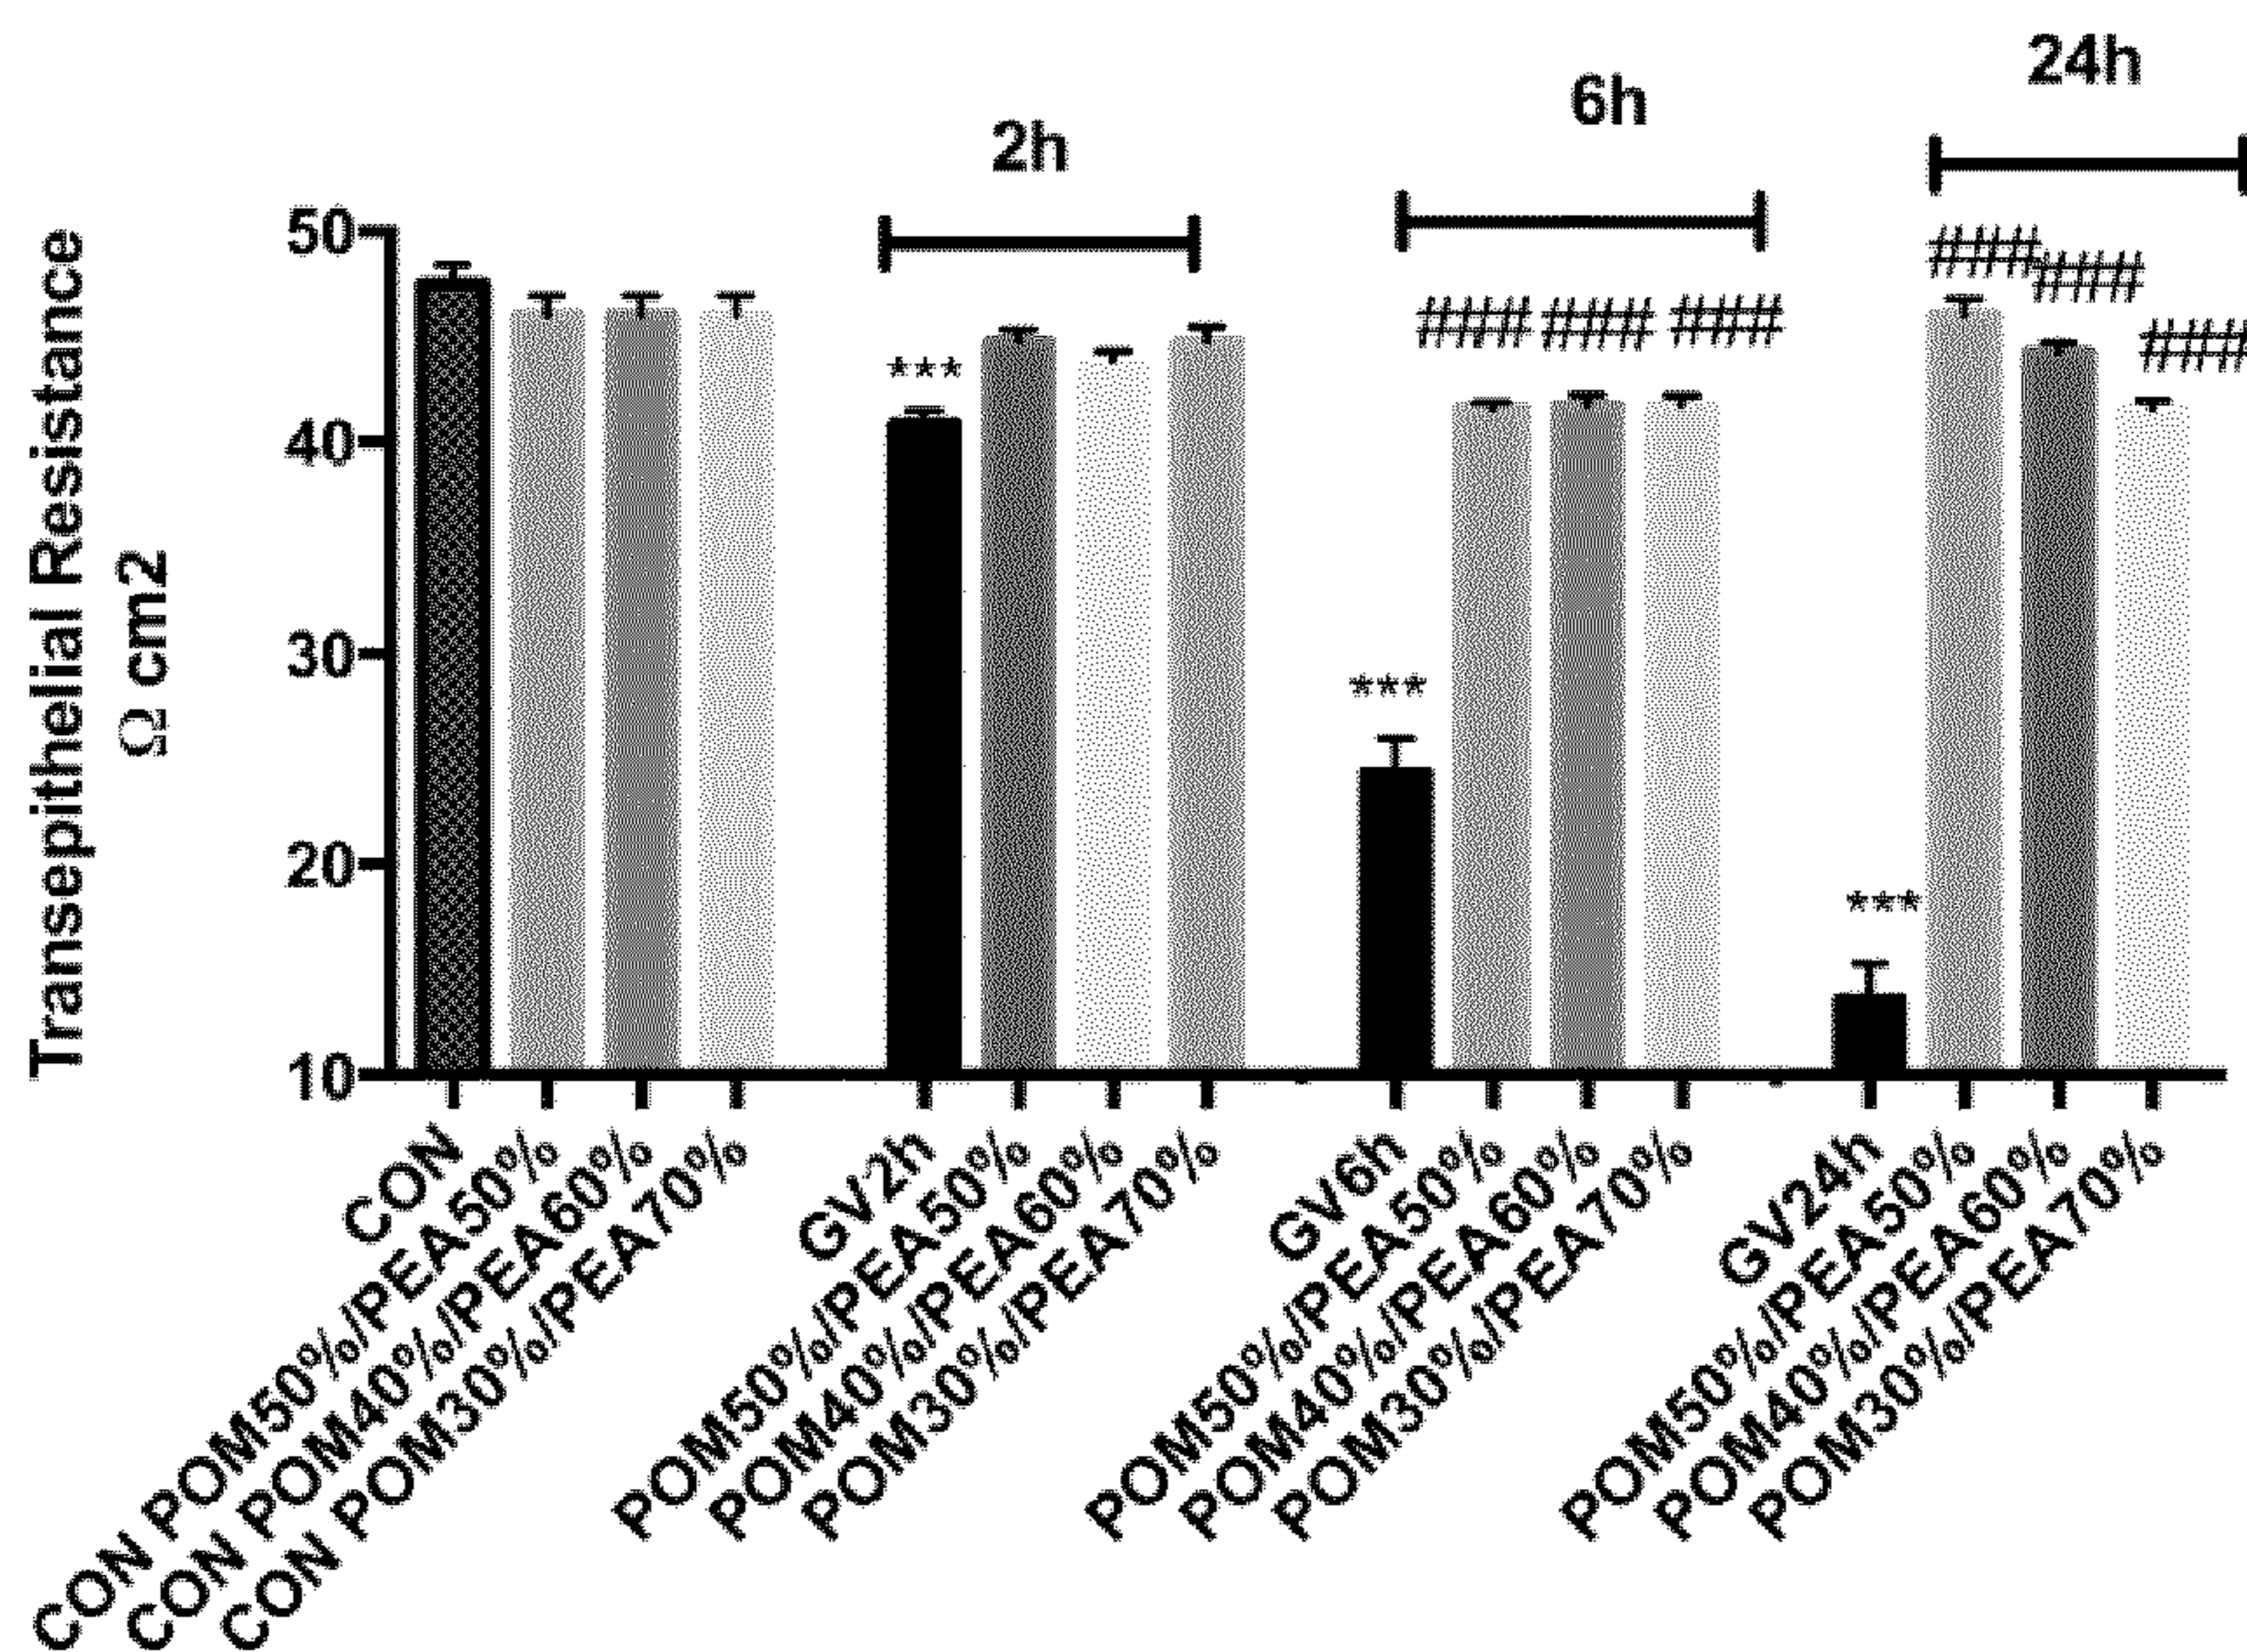 24h
6h
2h
Transepithelial Resistance
Ω cm2
50
40
30
20
10
***
***
***
####
####
####
####
####
####
CON
CON POM50%/PEA50%
CON POM40%/PEA60%
CON POM30%/PEA70%
GV2h
POM50%/PEA50%
POM40%/PEA60%
POM30%/PEA70%
GV6h
POM50%/PEA50%
POM40%/PEA60%
POM30%/PEA70%
GV24h
POM50%/PEA50%
POM40%/PEA60%
POM30%/PEA70%